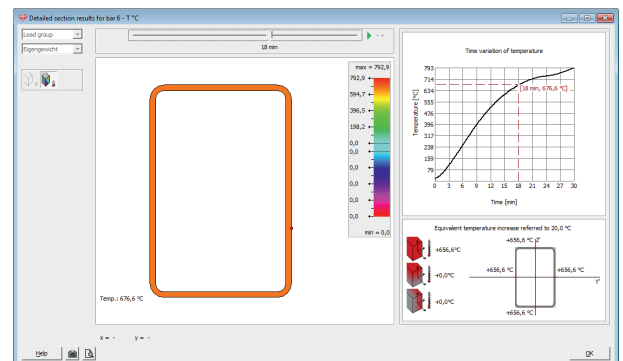 Detailed section results for bar 6 - T °C
Load group
Eigengewicht
18 min
max = 792,9
792,9
594,7
396,5
198,2
0,0
0,0
0,0
0,0
0,0
0,0
min = 0,0
Temp.: 676,6 °C
Time variation of temperature
Temperature [°C]
793
714
634
555
476
396
317
238
159
79
[18 min, 676,6 °C]
0 3 6 9 12 15 18 21 24 27 30
Time [min]
Equivalent temperature increase referred to 20,0 °C
+656,6°C
+0,0°C
+0,0°C
+656,6 °C Z'
+656,6 °C
+656,6 °C
Y'
+656,6 °C
x = - y = -
Help
OK